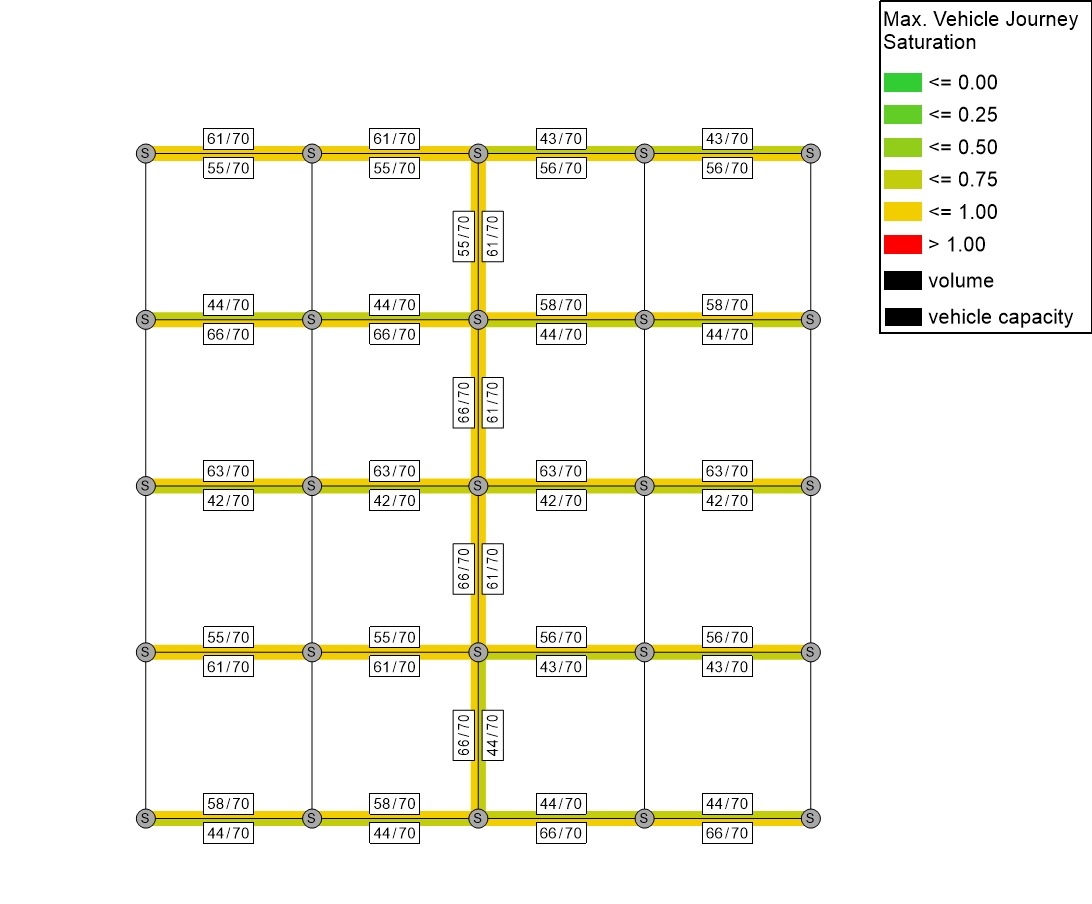 Max. Vehicle Journey
Saturation
<= 0.00
<= 0.25
<= 0.50
<= 0.75
<= 1.00
> 1.00
volume
vehicle capacity
61/70 61/70 43/70 43/70
S S S S S
55/70 55/70 56/70 56/70
55/70 61/70
44/70 44/70 58/70 58/70
S S S S S
66/70 66/70 44/70 44/70
66/70 61/70
63/70 63/70 63/70 63/70
S S S S S
42/70 42/70 42/70 42/70
66/70 61/70
55/70 55/70 56/70 56/70
S S S S S
61/70 61/70 43/70 43/70
66/70 44/70
58/70 58/70 44/70 44/70
S S S S S
44/70 44/70 66/70 66/70